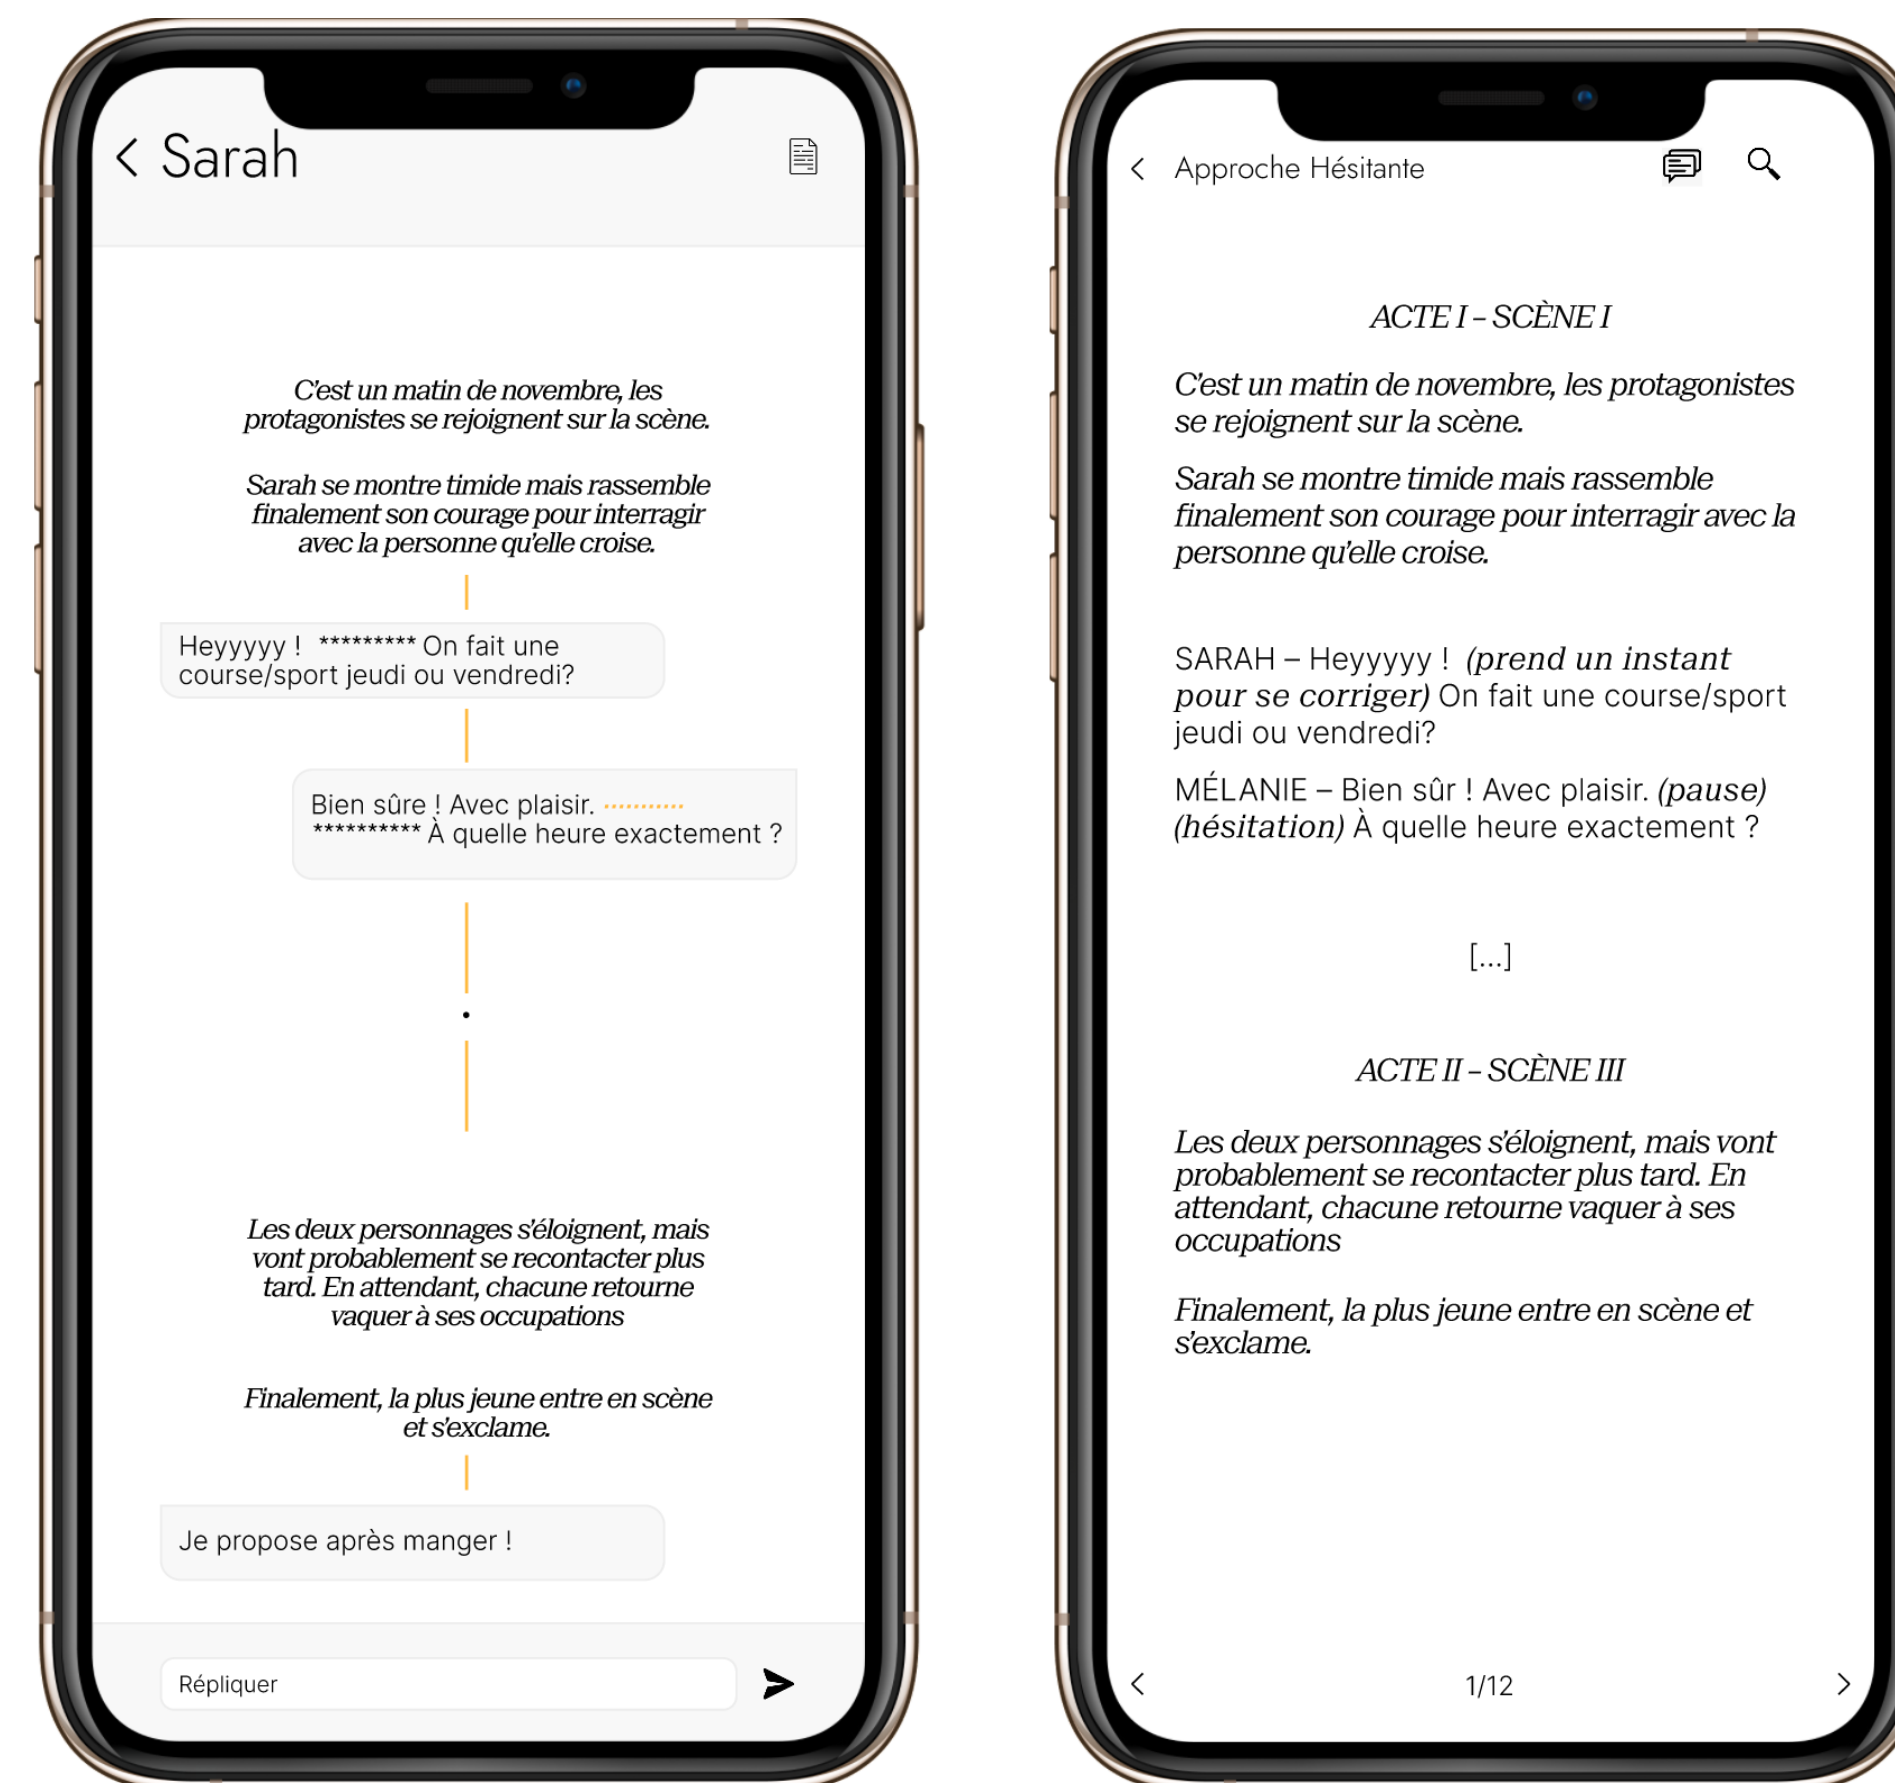 Sarah
C'est un matin de novembre, les
protagonistes se rejoignent sur la scène.
Sarah se montre timide mais rassemble
finalement son courage pour interragir
avec la personne qu'elle croise.
Heyyyyy !  ********* On fait une
course/sport jeudi ou vendredi?
Bien sûre ! Avec plaisir. ...........
********** À quelle heure exactement ?
.
Les deux personnages s'éloignent, mais
vont probablement se recontacter plus
tard. En attendant, chacune retourne
vaquer à ses occupations
Finalement, la plus jeune entre en scène
et s'exclame.
Je propose après manger !
Répliquer
Approche Hésitante
ACTE I – SCÈNE I
C'est un matin de novembre, les protagonistes
se rejoignent sur la scène.
Sarah se montre timide mais rassemble
finalement son courage pour interragir avec la
personne qu'elle croise.
SARAH – Heyyyyy !  (prend un instant
pour se corriger) On fait une course/sport
jeudi ou vendredi?
MÉLANIE – Bien sûr ! Avec plaisir. (pause)
(hésitation) À quelle heure exactement ?
[...]
ACTE II – SCÈNE III
Les deux personnages s'éloignent, mais vont
probablement se recontacter plus tard. En
attendant, chacune retourne vaquer à ses
occupations
Finalement, la plus jeune entre en scène et
s'exclame.
1/12